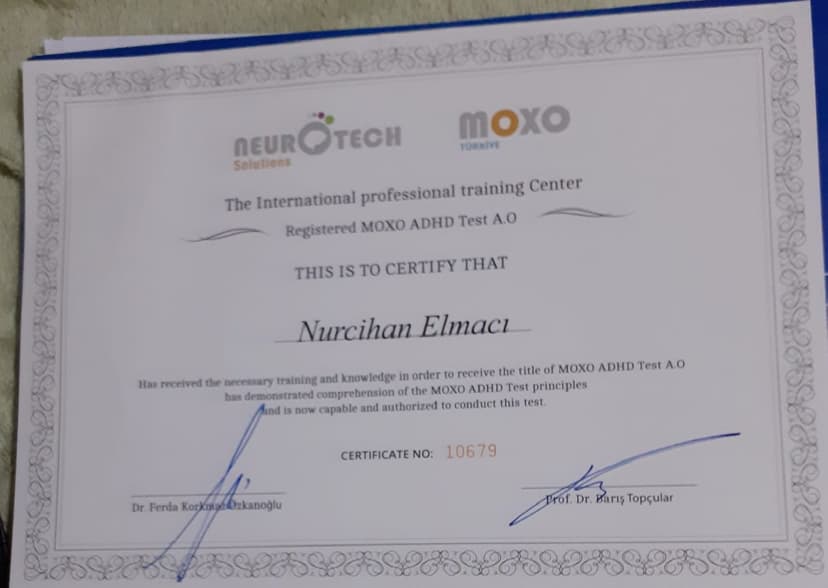 NEUROTECH
Solutions
MOXO
TÜRKİYE
The International professional training Center
Registered MOXO ADHD Test A.O
THIS IS TO CERTIFY THAT
Nurcihan Elmacı
Has received the necessary training and knowledge in order to receive the title of MOXO ADHD Test A.O
has demonstrated comprehension of the MOXO ADHD Test principles
and is now capable and authorized to conduct this test.
CERTIFICATE NO: 10679
Dr. Ferda Korkmaz Özkanoğlu
Prof. Dr. Barış Topçular